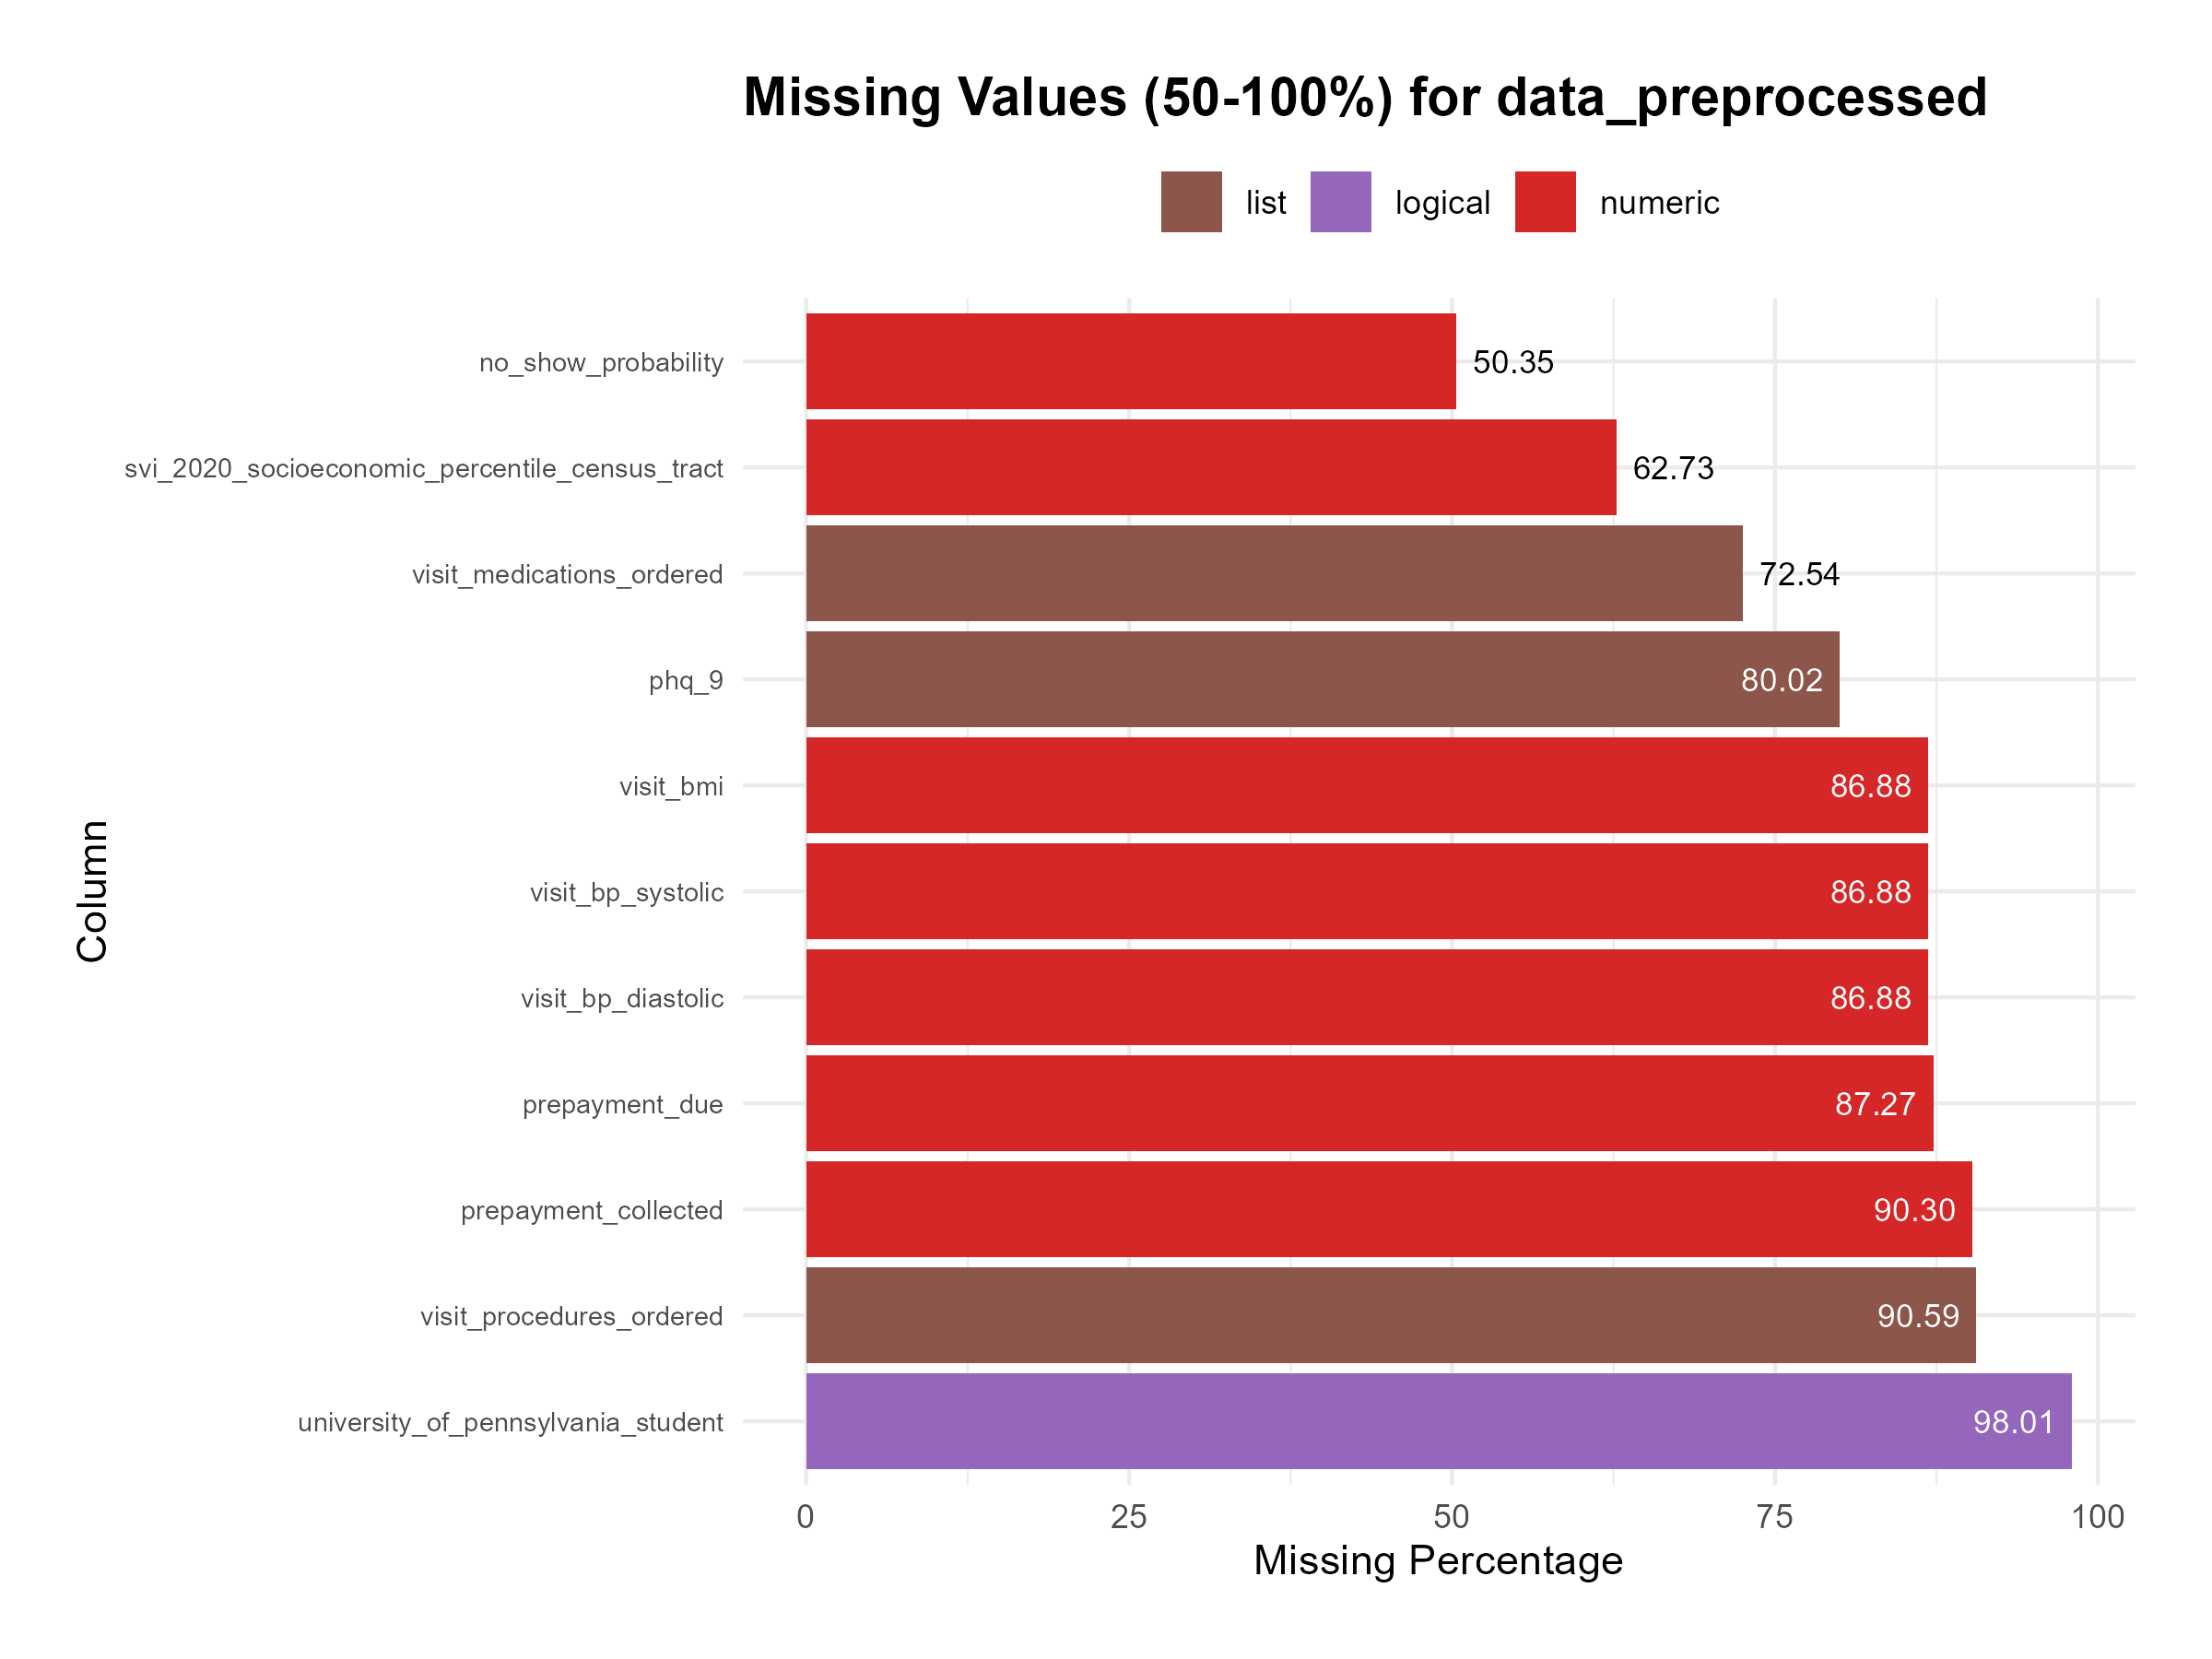 Missing Values (50-100%) for data_preprocessed
list logical numeric
no_show_probability 50.35
svi_2020_socioeconomic_percentile_census_tract 62.73
visit_medications_ordered 72.54
phq_9 80.02
visit_bmi 86.88
visit_bp_systolic 86.88
visit_bp_diastolic 86.88
prepayment_due 87.27
prepayment_collected 90.30
visit_procedures_ordered 90.59
university_of_pennsylvania_student 98.01
Column
0 25 50 75 100
Missing Percentage